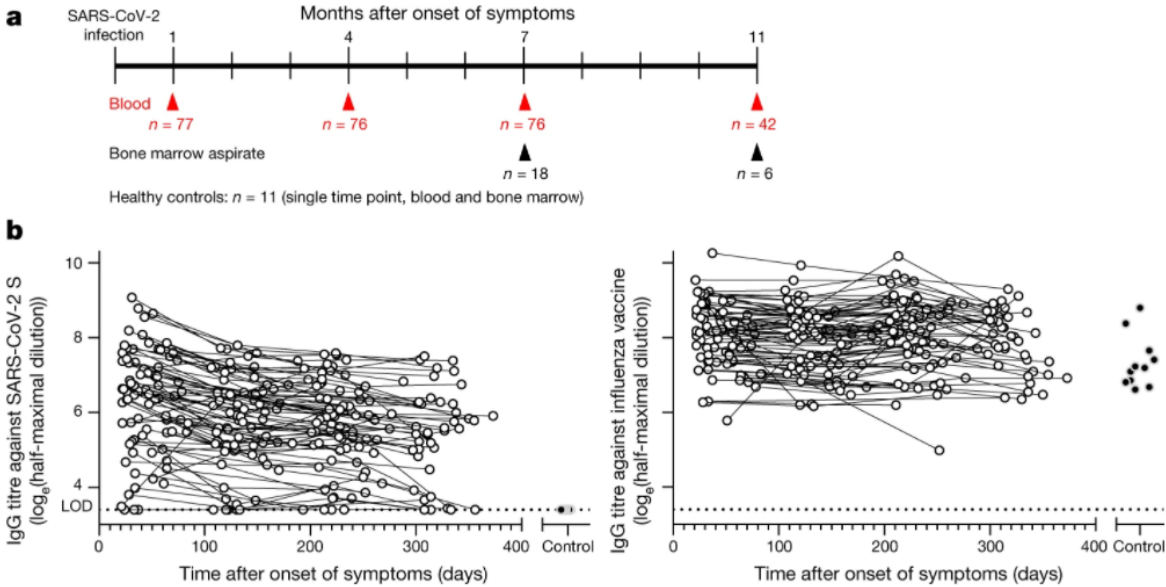 a
SARS-CoV-2
infection
Months after onset of symptoms
1 4 7 11
Blood
n = 77 n = 76 n = 76 n = 42
Bone marrow aspirate
n = 18 n = 6
Healthy controls: n = 11 (single time point, blood and bone marrow)
b
IgG titre against SARS-CoV-2 S
(logₑ(half-maximal dilution))
10
8
6
4
LOD
0 100 200 300 400 Control
Time after onset of symptoms (days)
IgG titre against influenza vaccine
(logₑ(half-maximal dilution))
0 100 200 300 400 Control
Time after onset of symptoms (days)